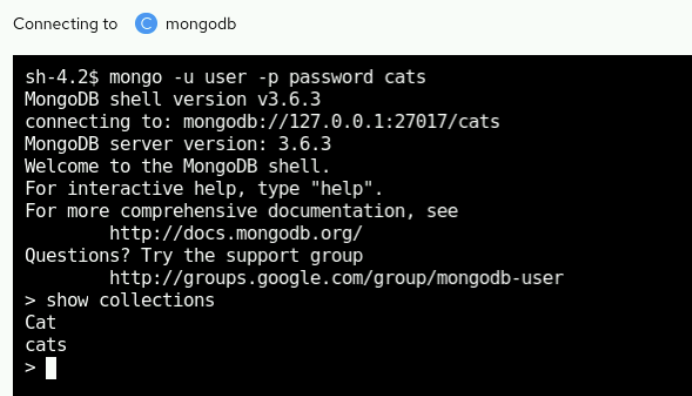 Connecting to C mongodb
sh-4.2$ mongo -u user -p password cats
MongoDB shell version v3.6.3
connecting to: mongodb://127.0.0.1:27017/cats
MongoDB server version: 3.6.3
Welcome to the MongoDB shell.
For interactive help, type "help".
For more comprehensive documentation, see
        http://docs.mongodb.org/
Questions? Try the support group
        http://groups.google.com/group/mongodb-user
> show collections
Cat
cats
>